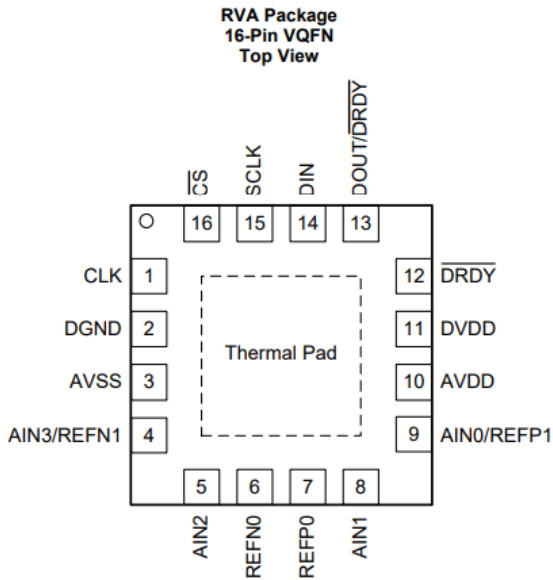 RVA Package
16-Pin VQFN
Top View
CS
SCLK
DIN
DOUT/DRDY
16 15 14 13
CLK 1
12 DRDY
DGND 2
11 DVDD
Thermal Pad
AVSS 3
10 AVDD
AIN3/REFN1 4
9 AIN0/REFP1
5 6 7 8
AIN2
REFN0
REFP0
AIN1